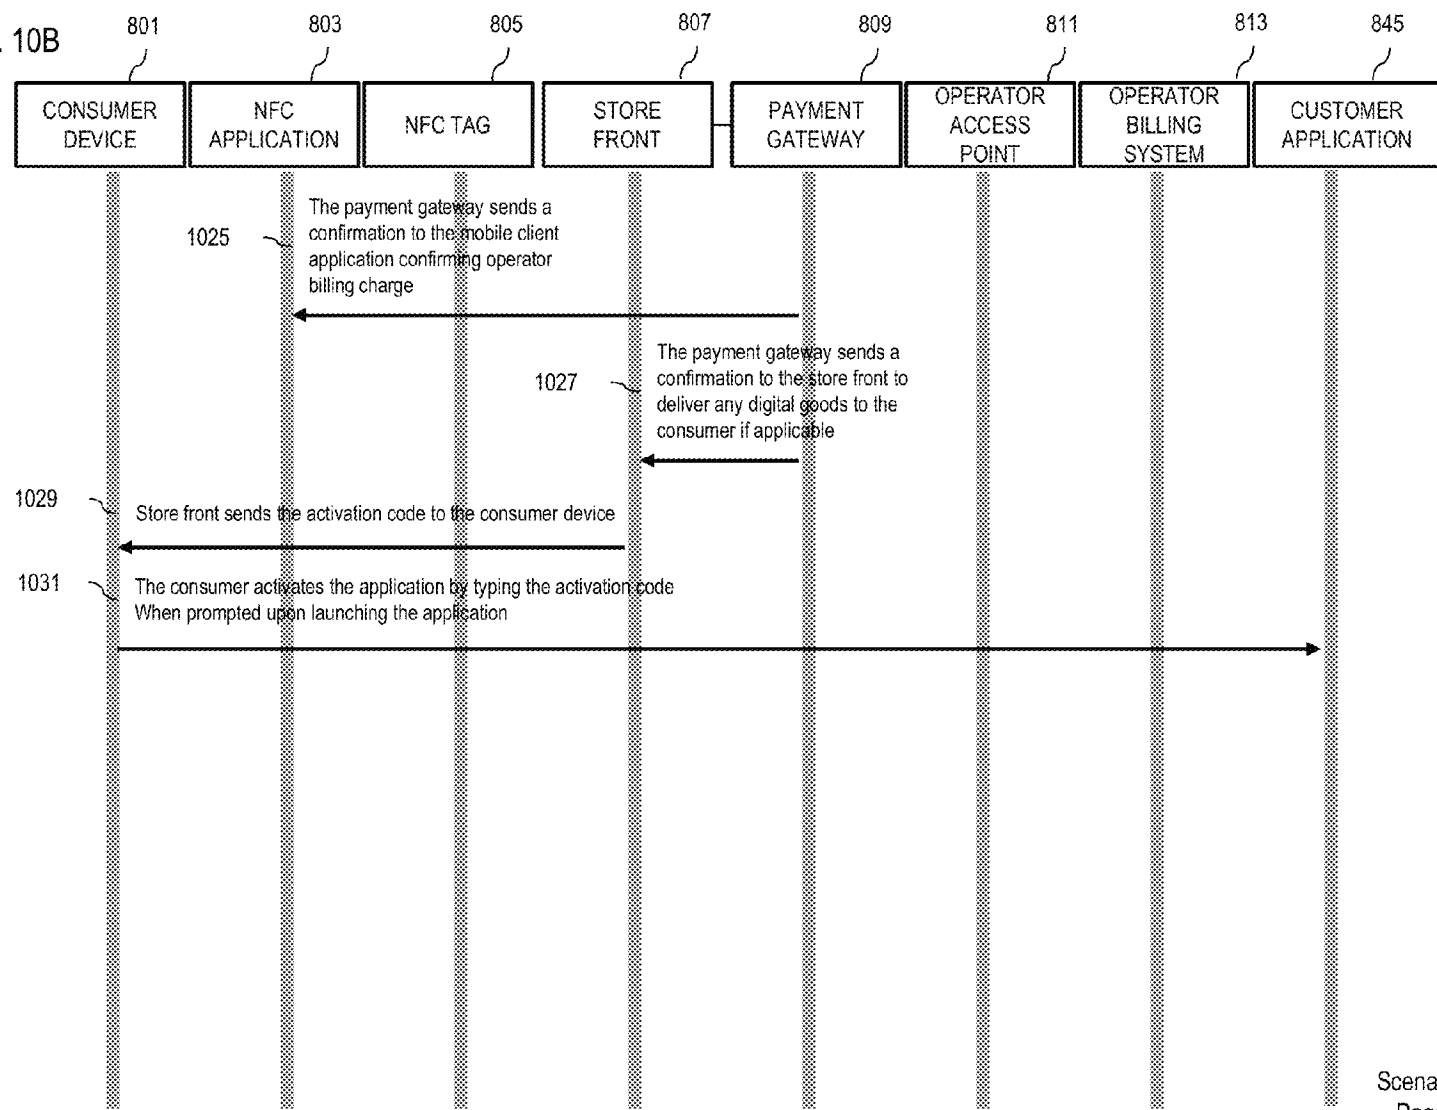 . 10B
801
803
805
807
809
811
813
845
CONSUMER
DEVICE
NFC
APPLICATION
NFC TAG
STORE
FRONT
PAYMENT
GATEWAY
OPERATOR
ACCESS
POINT
OPERATOR
BILLING
SYSTEM
CUSTOMER
APPLICATION
1025
The payment gateway sends a
confirmation to the mobile client
application confirming operator
billing charge
1027
The payment gateway sends a
confirmation to the store front to
deliver any digital goods to the
consumer if applicable
1029
Store front sends the activation code to the consumer device
1031
The consumer activates the application by typing the activation code
When prompted upon launching the application
Scena